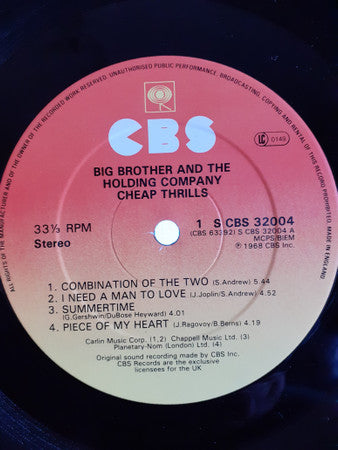 ALL RIGHTS OF THE MANUFACTURER AND OF THE OWNER OF THE RECORDED WORK RESERVED. UNAUTHORISED PUBLIC PERFORMANCE, BROADCASTING, COPYING AND RENTAL OF THIS RECORD PROHIBITED. MADE IN ENGLAND
CBS
LC 0149
BIG BROTHER AND THE
HOLDING COMPANY
CHEAP THRILLS
33⅓ RPM
Stereo
1 S CBS 32004
(CBS 63392) S CBS 32004 A
MCPS/BIEM
℗ 1968 CBS Inc.
1. COMBINATION OF THE TWO (S.Andrew) 5.44
2. I NEED A MAN TO LOVE (J.Joplin/S.Andrew) 4.52
3. SUMMERTIME
(G.Gershwin/DuBose Heyward) 4.01
4. PIECE OF MY HEART (J.Ragovoy/B.Berns) 4.19
Carlin Music Corp. (1,2) Chappell Music Ltd. (3)
Planetary-Nom (London) Ltd. (4)
Original sound recording made by CBS Inc.
CBS Records are the exclusive
licensees for the UK